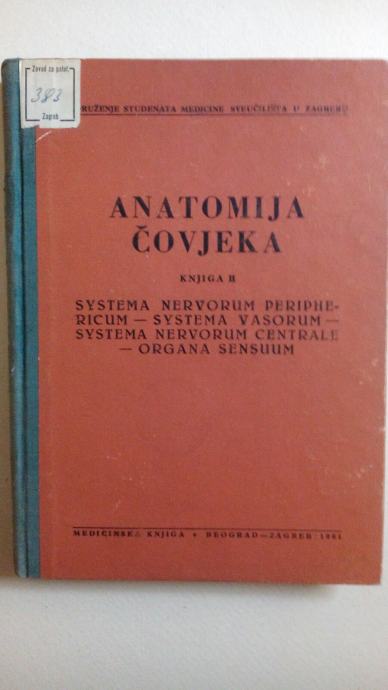 Zavod za patol.
383
Zagreb
RUŽENJE STUDENATA MEDICINE SVEUČILIŠTA U ZAGREBU
ANATOMIJA
ČOVJEKA
KNJIGA II
SYSTEMA NERVORUM PERIPHE-
RICUM — SYSTEMA VASORUM —
SYSTEMA NERVORUM CENTRALE
— ORGANA SENSUUM
MEDICINSKA KNJIGA • BEOGRAD—ZAGREB 1961